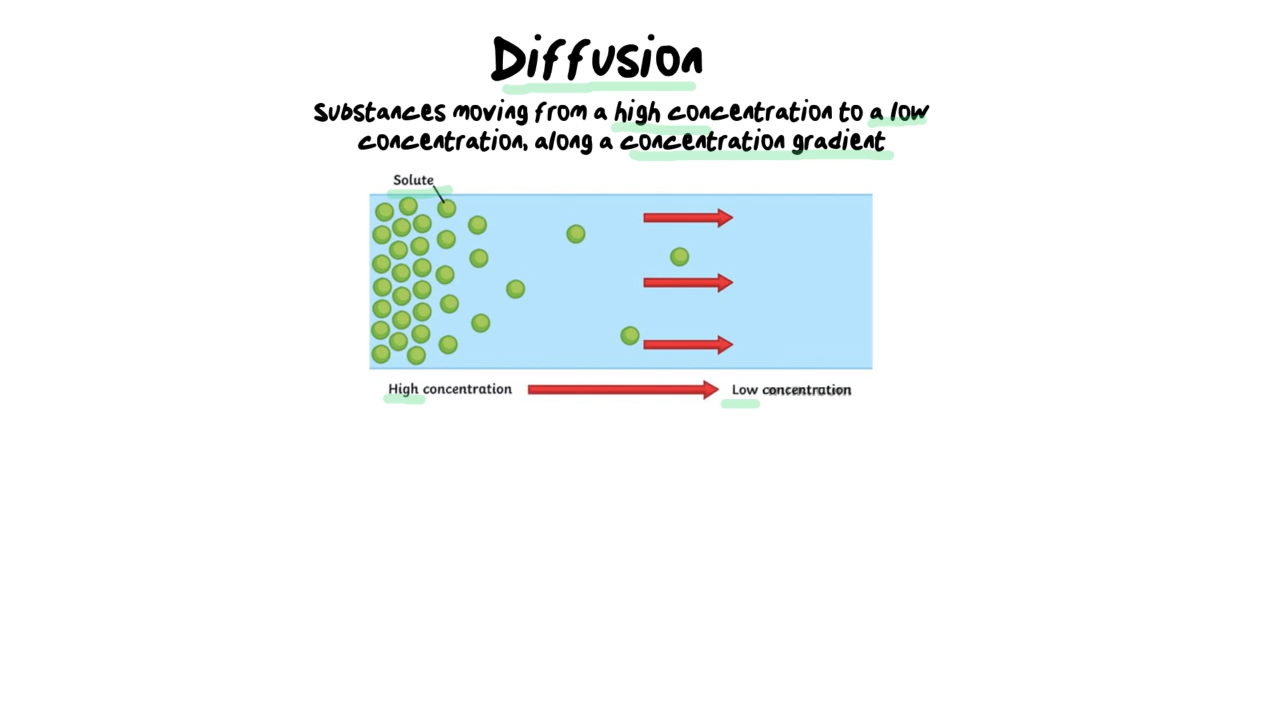 Diffusion
Substances moving from a high concentration to a low
concentration, along a concentration gradient
Solute
High concentration
Low concentration